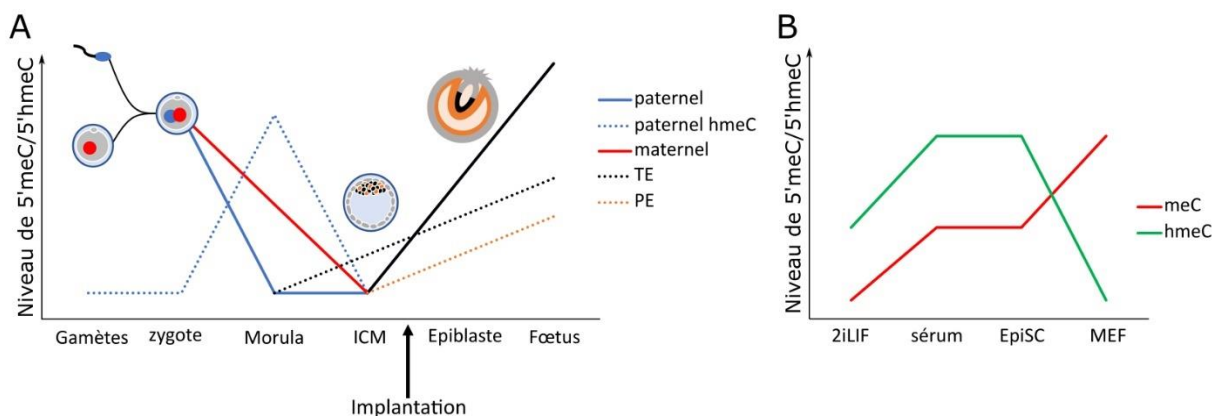 A
Niveau de 5'meC/5'hmeC
Gamètes
zygote
Morula
ICM
Epiblaste
Fœtus
Implantation
paternel
paternel hmeC
maternel
TE
PE
B
Niveau de 5'meC/5'hmeC
2iLIF
sérum
EpiSC
MEF
meC
hmeC